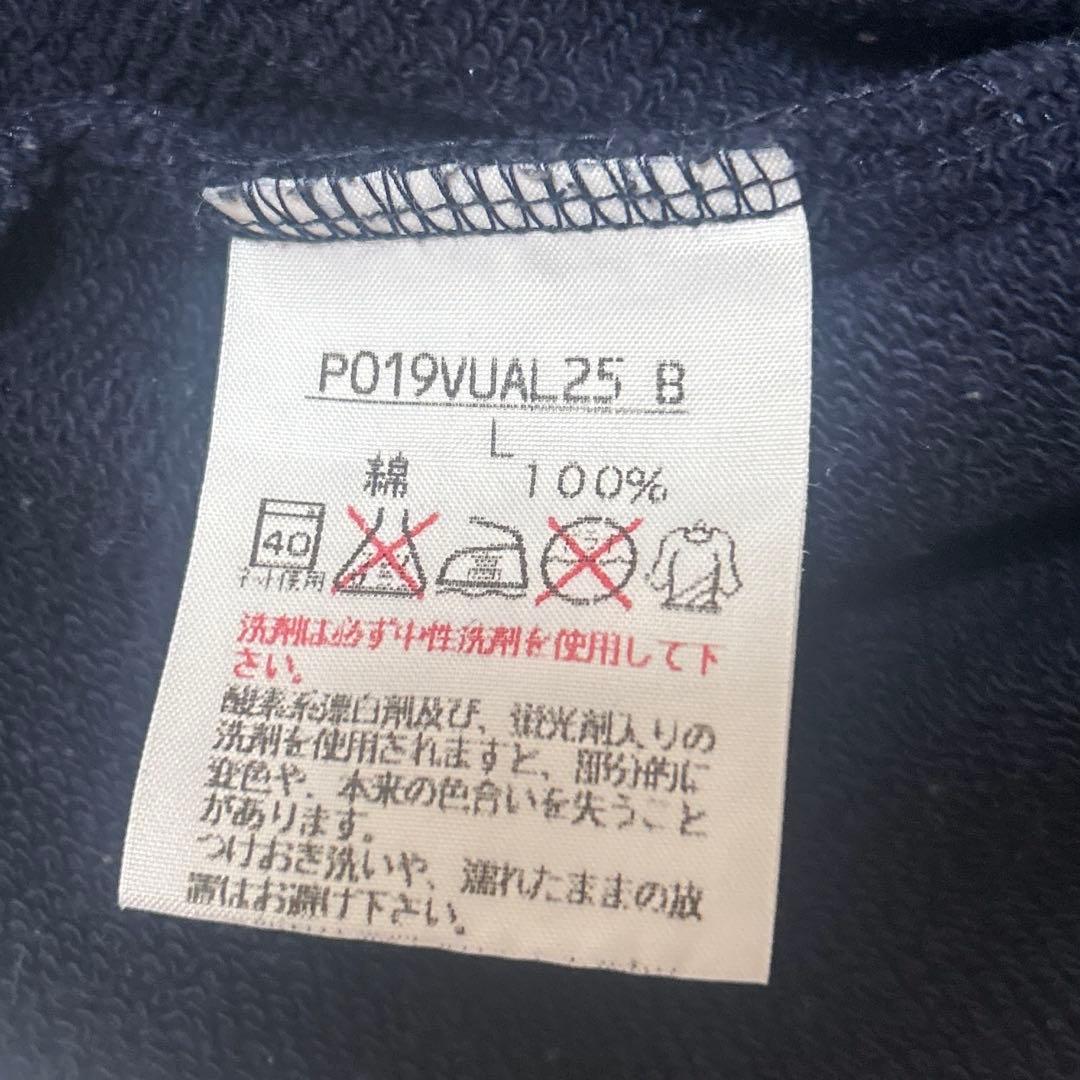 P019VUAL25 B
L
綿 100%
40 高
ネット使用
洗剤は必ず中性洗剤を使用して下
さい。
酸素系漂白剤及び、蛍光剤入りの
洗剤を使用されますと、部分的に
変色や、本来の色合いを失うこと
があります。
つけおき洗いや、濡れたままの放
置はお避け下さい。